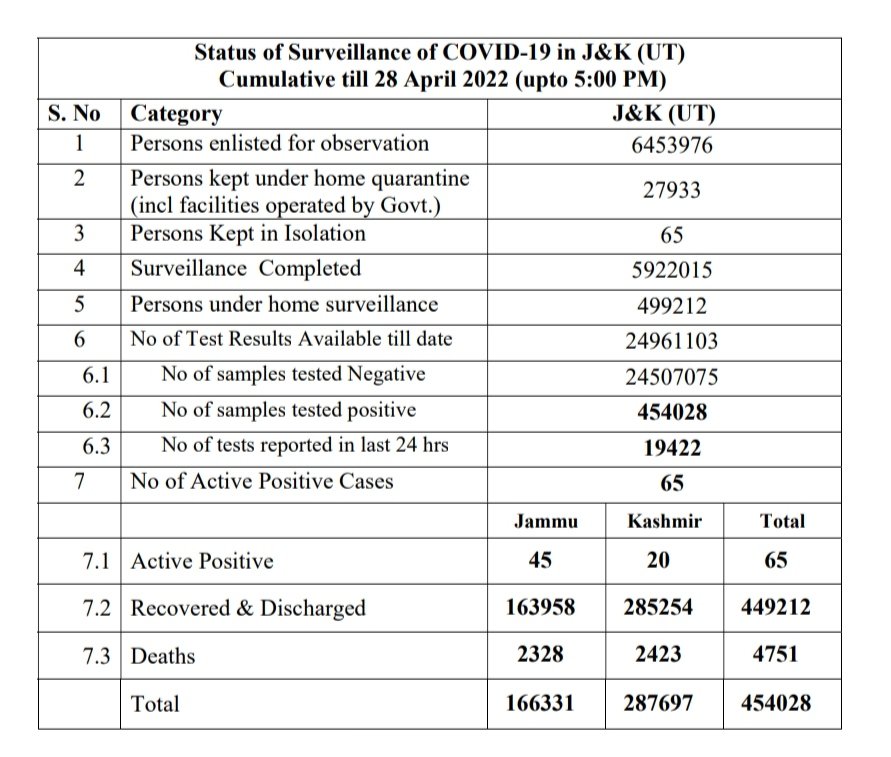 Status of Surveillance of COVID-19 in J&K (UT)
Cumulative till 28 April 2022 (upto 5:00 PM)
S. No Category J&K (UT)
1 Persons enlisted for observation 6453976
2 Persons kept under home quarantine
(incl facilities operated by Govt.) 27933
3 Persons Kept in Isolation 65
4 Surveillance Completed 5922015
5 Persons under home surveillance 499212
6 No of Test Results Available till date 24961103
6.1 No of samples tested Negative 24507075
6.2 No of samples tested positive 454028
6.3 No of tests reported in last 24 hrs 19422
7 No of Active Positive Cases 65
Jammu Kashmir Total
7.1 Active Positive 45 20 65
7.2 Recovered & Discharged 163958 285254 449212
7.3 Deaths 2328 2423 4751
Total 166331 287697 454028